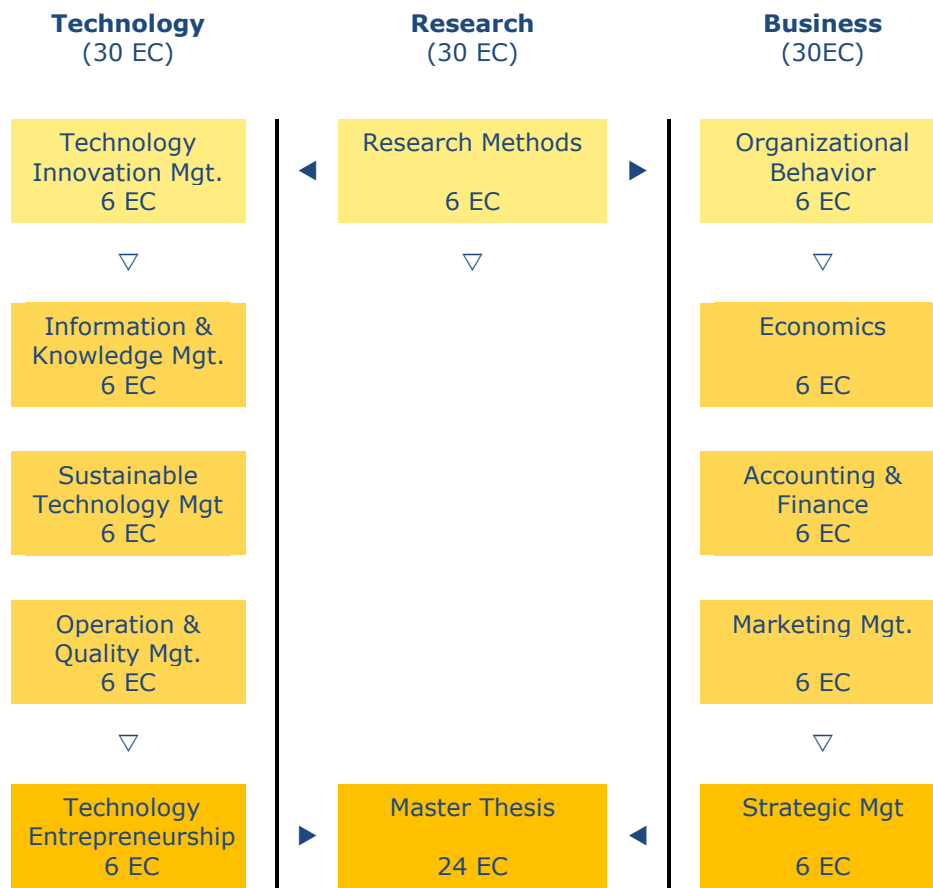 Technology
(30 EC)
Research
(30 EC)
Business
(30EC)
Technology
Innovation Mgt.
6 EC
Research Methods
6 EC
Organizational
Behavior
6 EC
Information &
Knowledge Mgt.
6 EC
Economics
6 EC
Sustainable
Technology Mgt
6 EC
Accounting &
Finance
6 EC
Operation &
Quality Mgt.
6 EC
Marketing Mgt.
6 EC
Technology
Entrepreneurship
6 EC
Master Thesis
24 EC
Strategic Mgt
6 EC